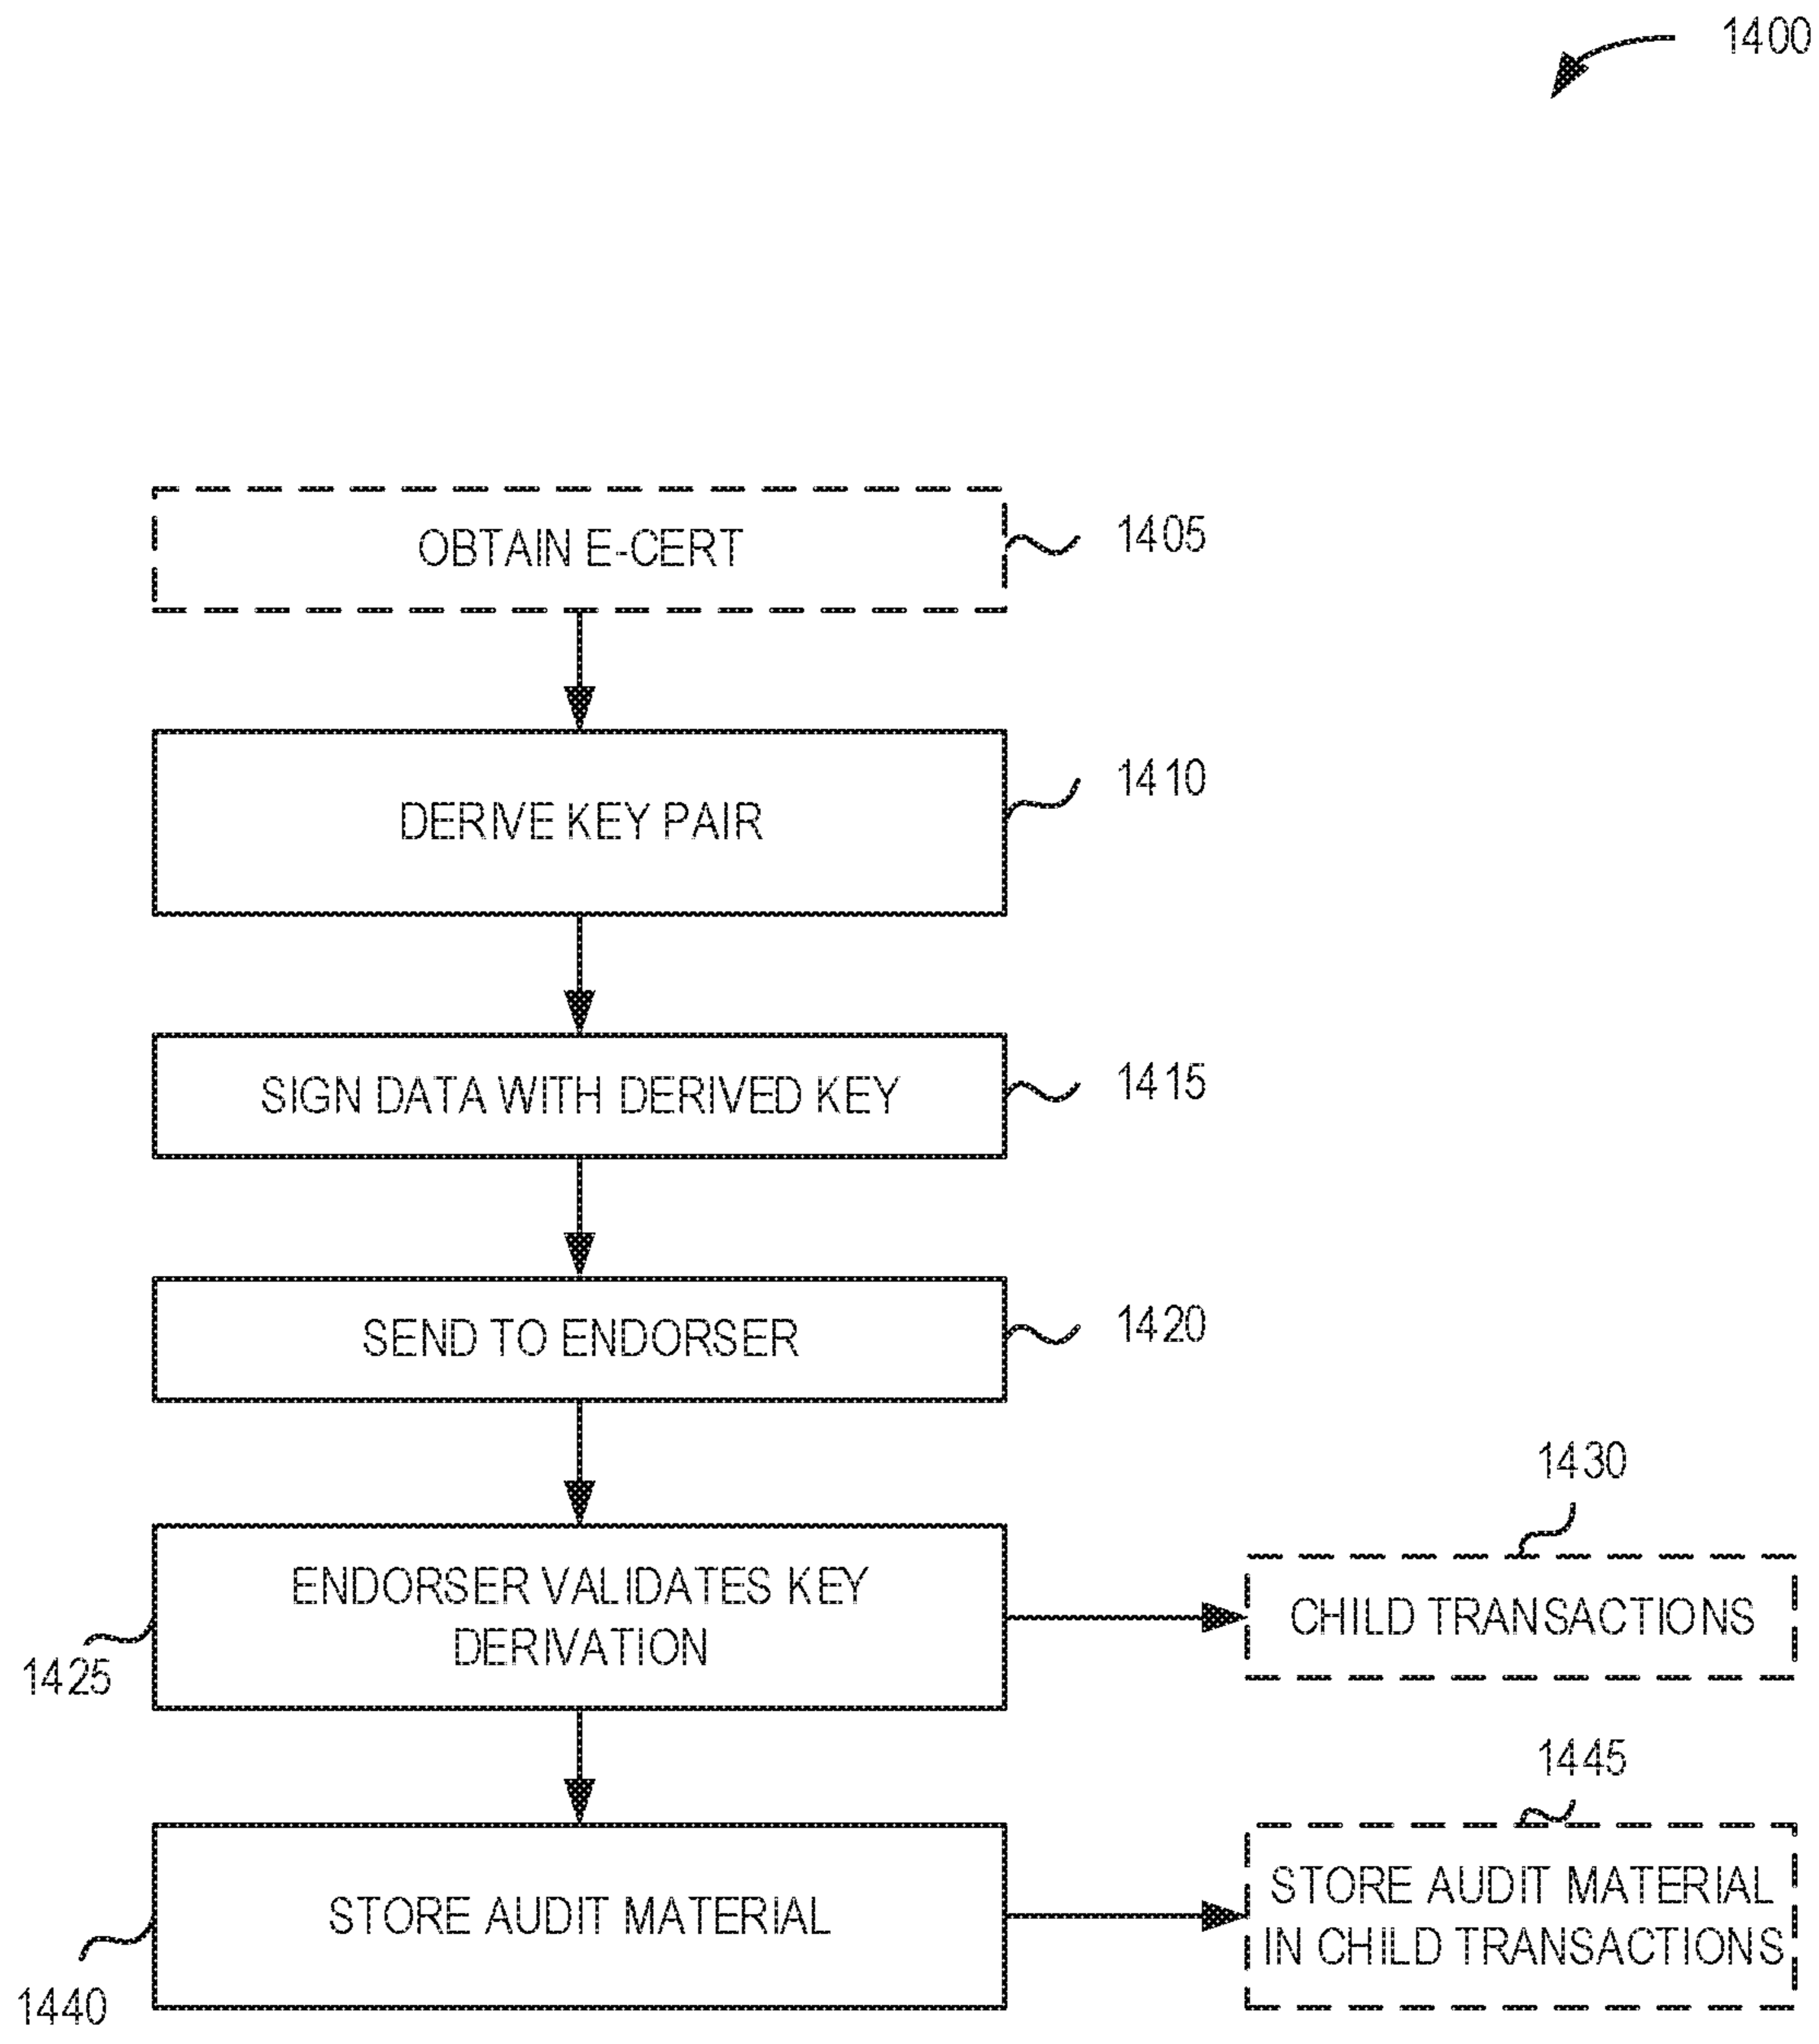 1400
OBTAIN E-CERT
1405
DERIVE KEY PAIR
1410
SIGN DATA WITH DERIVED KEY
1415
SEND TO ENDORSER
1420
ENDORSER VALIDATES KEY
DERIVATION
1425
1430
CHILD TRANSACTIONS
STORE AUDIT MATERIAL
1440
1445
STORE AUDIT MATERIAL
IN CHILD TRANSACTIONS